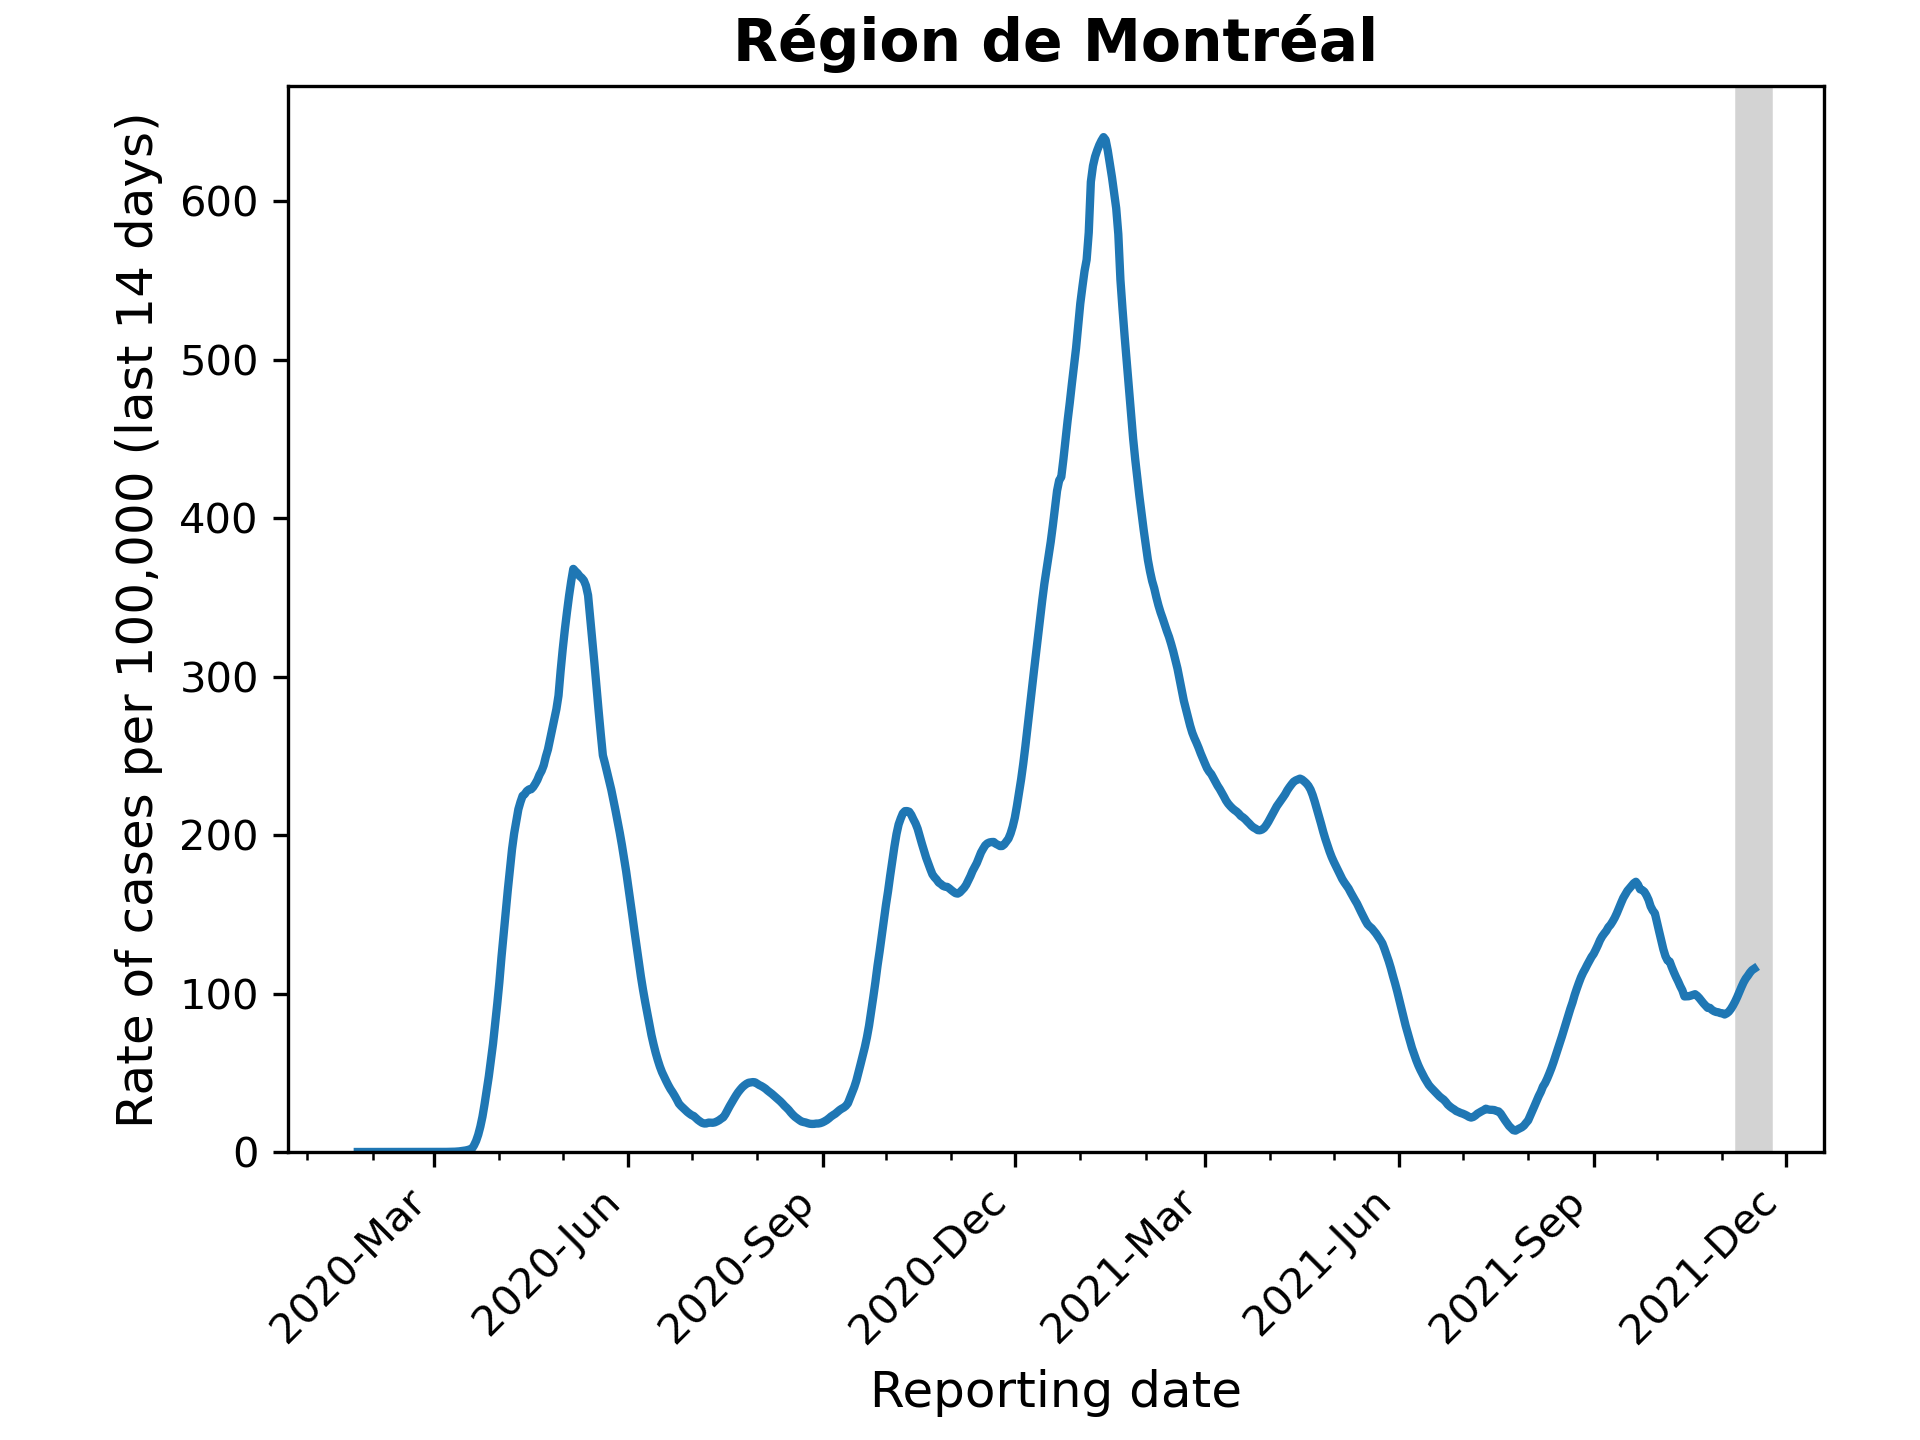 Région de Montréal
Rate of cases per 100,000 (last 14 days)
600
500
400
300
200
100
0
2020-Mar
2020-Jun
2020-Sep
2020-Dec
2021-Mar
2021-Jun
2021-Sep
2021-Dec
Reporting date